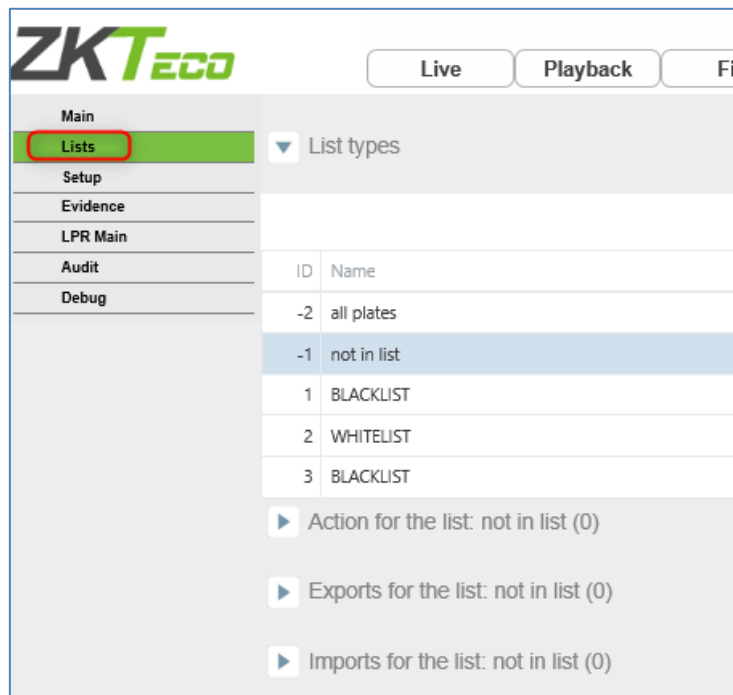 ZKTECO
Live Playback Fi
Main
Lists
Setup
Evidence
LPR Main
Audit
Debug
List types
ID Name
-2 all plates
-1 not in list
1 BLACKLIST
2 WHITELIST
3 BLACKLIST
Action for the list: not in list (0)
Exports for the list: not in list (0)
Imports for the list: not in list (0)